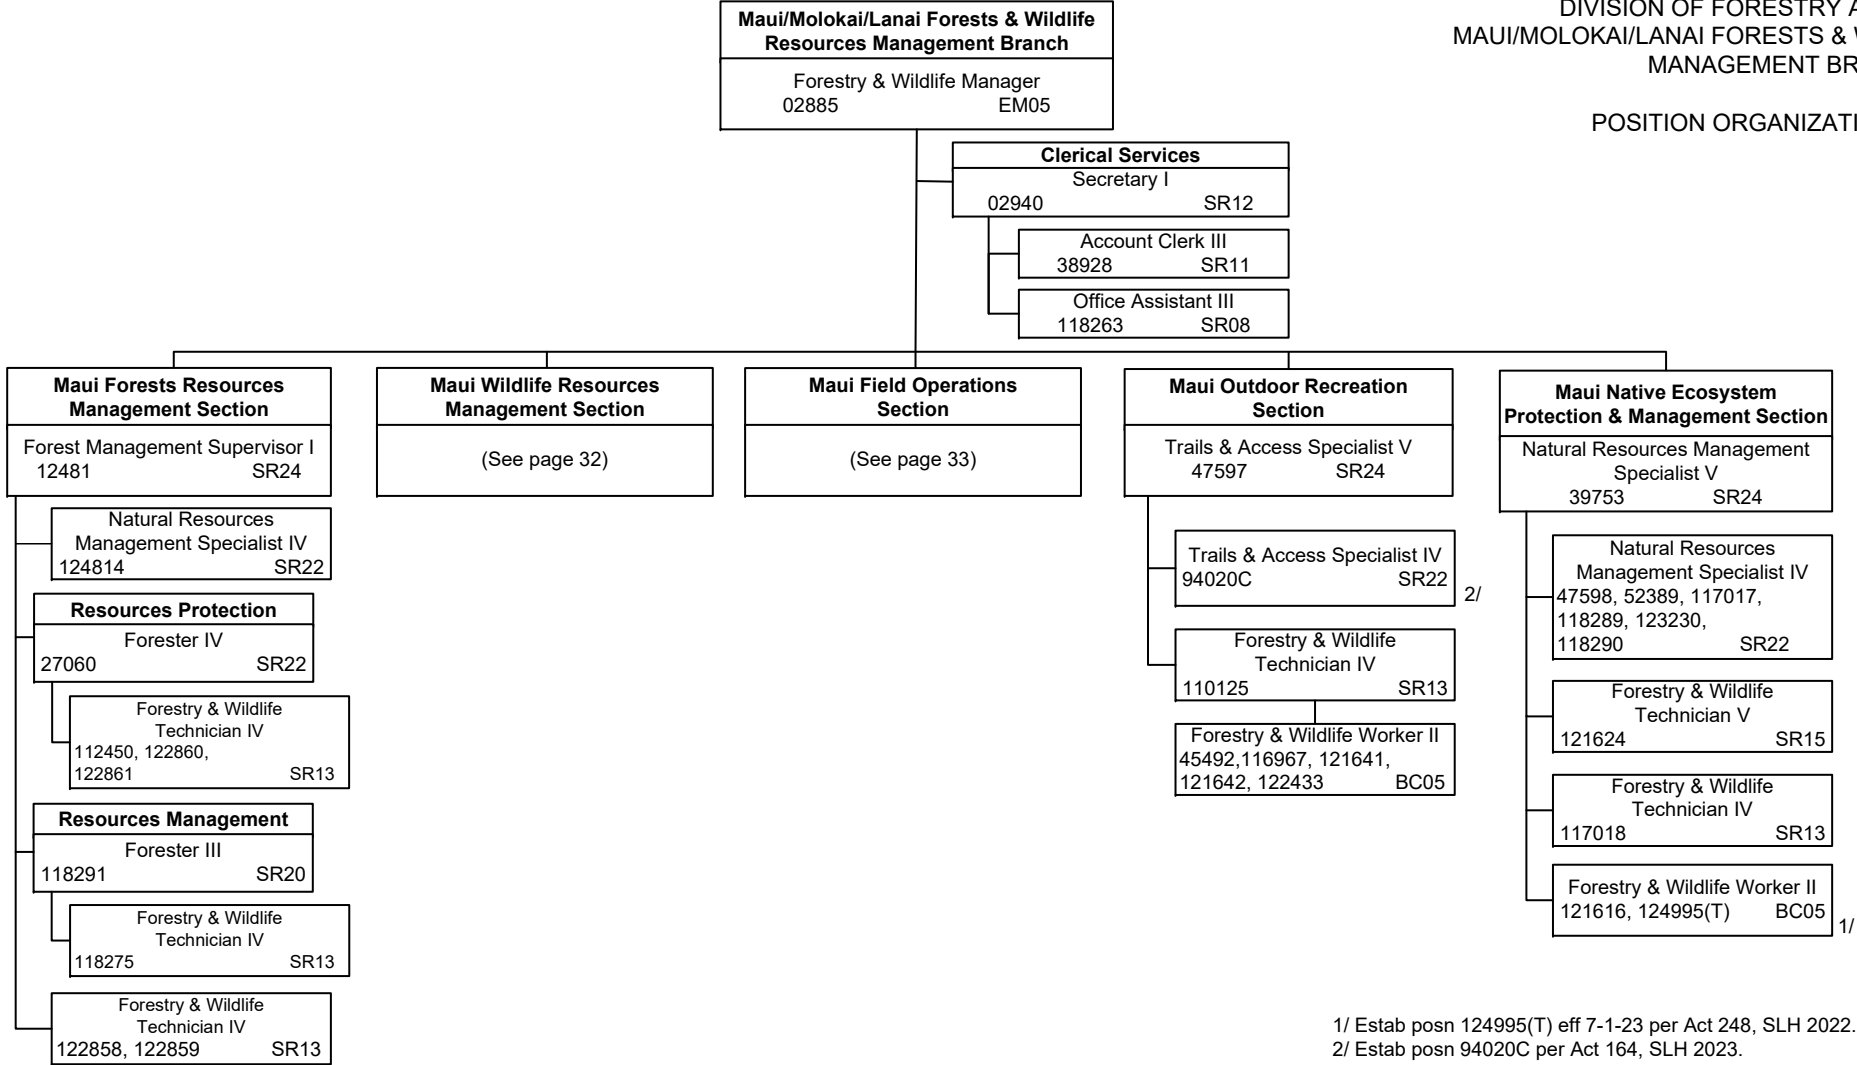 DIVISION OF FORESTRY A
MAUI/MOLOKAI/LANAI FORESTS &
MANAGEMENT BR
POSITION ORGANIZATI
Maui/Molokai/Lanai Forests & Wildlife
Resources Management Branch
Forestry & Wildlife Manager
02885 EM05
Clerical Services
Secretary I
02940 SR12
Account Clerk III
38928 SR11
Office Assistant III
118263 SR08
Maui Forests Resources
Management Section
Forest Management Supervisor I
12481 SR24
Natural Resources
Management Specialist IV
124814 SR22
Resources Protection
Forester IV
27060 SR22
Forestry & Wildlife
Technician IV
112450, 122860,
122861 SR13
Resources Management
Forester III
118291 SR20
Forestry & Wildlife
Technician IV
118275 SR13
Forestry & Wildlife
Technician IV
122858, 122859 SR13
Maui Wildlife Resources
Management Section
(See page 32)
Maui Field Operations
Section
(See page 33)
Maui Outdoor Recreation
Section
Trails & Access Specialist V
47597 SR24
Trails & Access Specialist IV
94020C SR22
2/
Forestry & Wildlife
Technician IV
110125 SR13
Forestry & Wildlife Worker II
45492,116967, 121641,
121642, 122433 BC05
Maui Native Ecosystem
Protection & Management Section
Natural Resources Management
Specialist V
39753 SR24
Natural Resources
Management Specialist IV
47598, 52389, 117017,
118289, 123230,
118290 SR22
Forestry & Wildlife
Technician V
121624 SR15
Forestry & Wildlife
Technician IV
117018 SR13
Forestry & Wildlife Worker II
121616, 124995(T) BC05
1/
1/ Estab posn 124995(T) eff 7-1-23 per Act 248, SLH 2022.
2/ Estab posn 94020C per Act 164, SLH 2023.